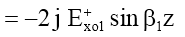 = −2 j E⁺ₓₒ₁ sin β₁z